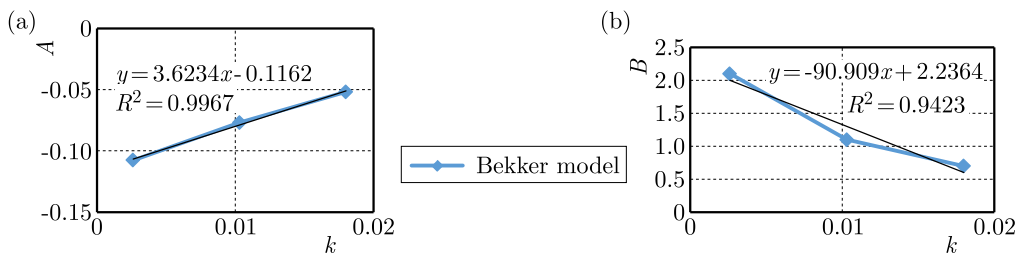 (a)
A
0
-0.05
-0.10
-0.15
y=3.6234x-0.1162
R²=0.9967
0 0.01 0.02
k
Bekker model
(b)
B
2.5
2.0
1.5
1.0
0.5
0
y=-90.909x+2.2364
R²=0.9423
0 0.01 0.02
k